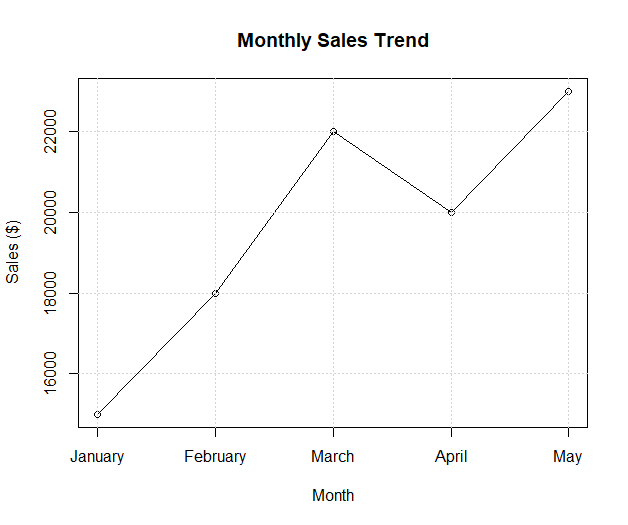 Monthly Sales Trend
Sales ($)
22000
20000
18000
16000
January February March April May
Month